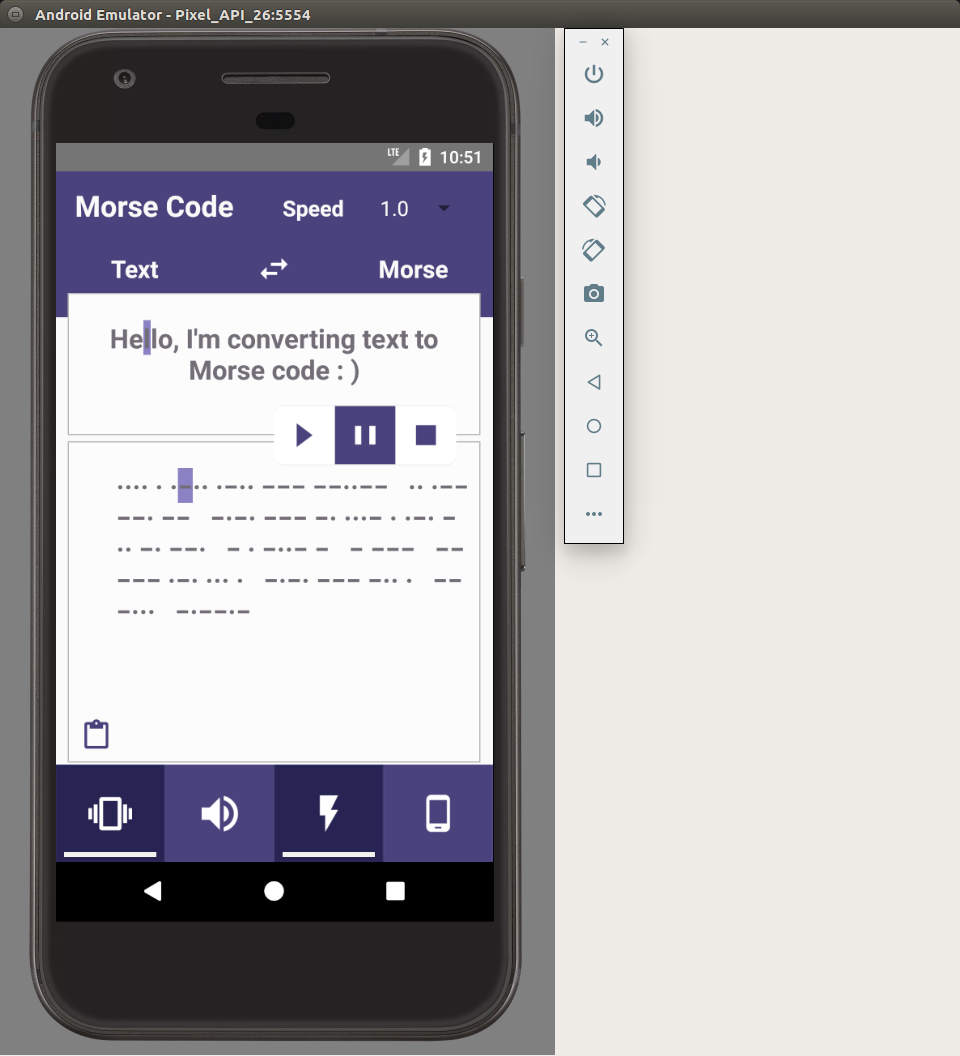 Android Emulator - Pixel_API_26:5554
LTE 10:51
Morse Code Speed 1.0
Text Morse
Hello, I'm converting text to
Morse code : )
.... . .-.. .-.. --- --..--   .. .--
--. --   -.-. --- -. ...- . .-. -
.. -. --.   - . -..- -   - ---   --
--- .-. ... .   -.-. --- -.. .   --
-...   -.--.-